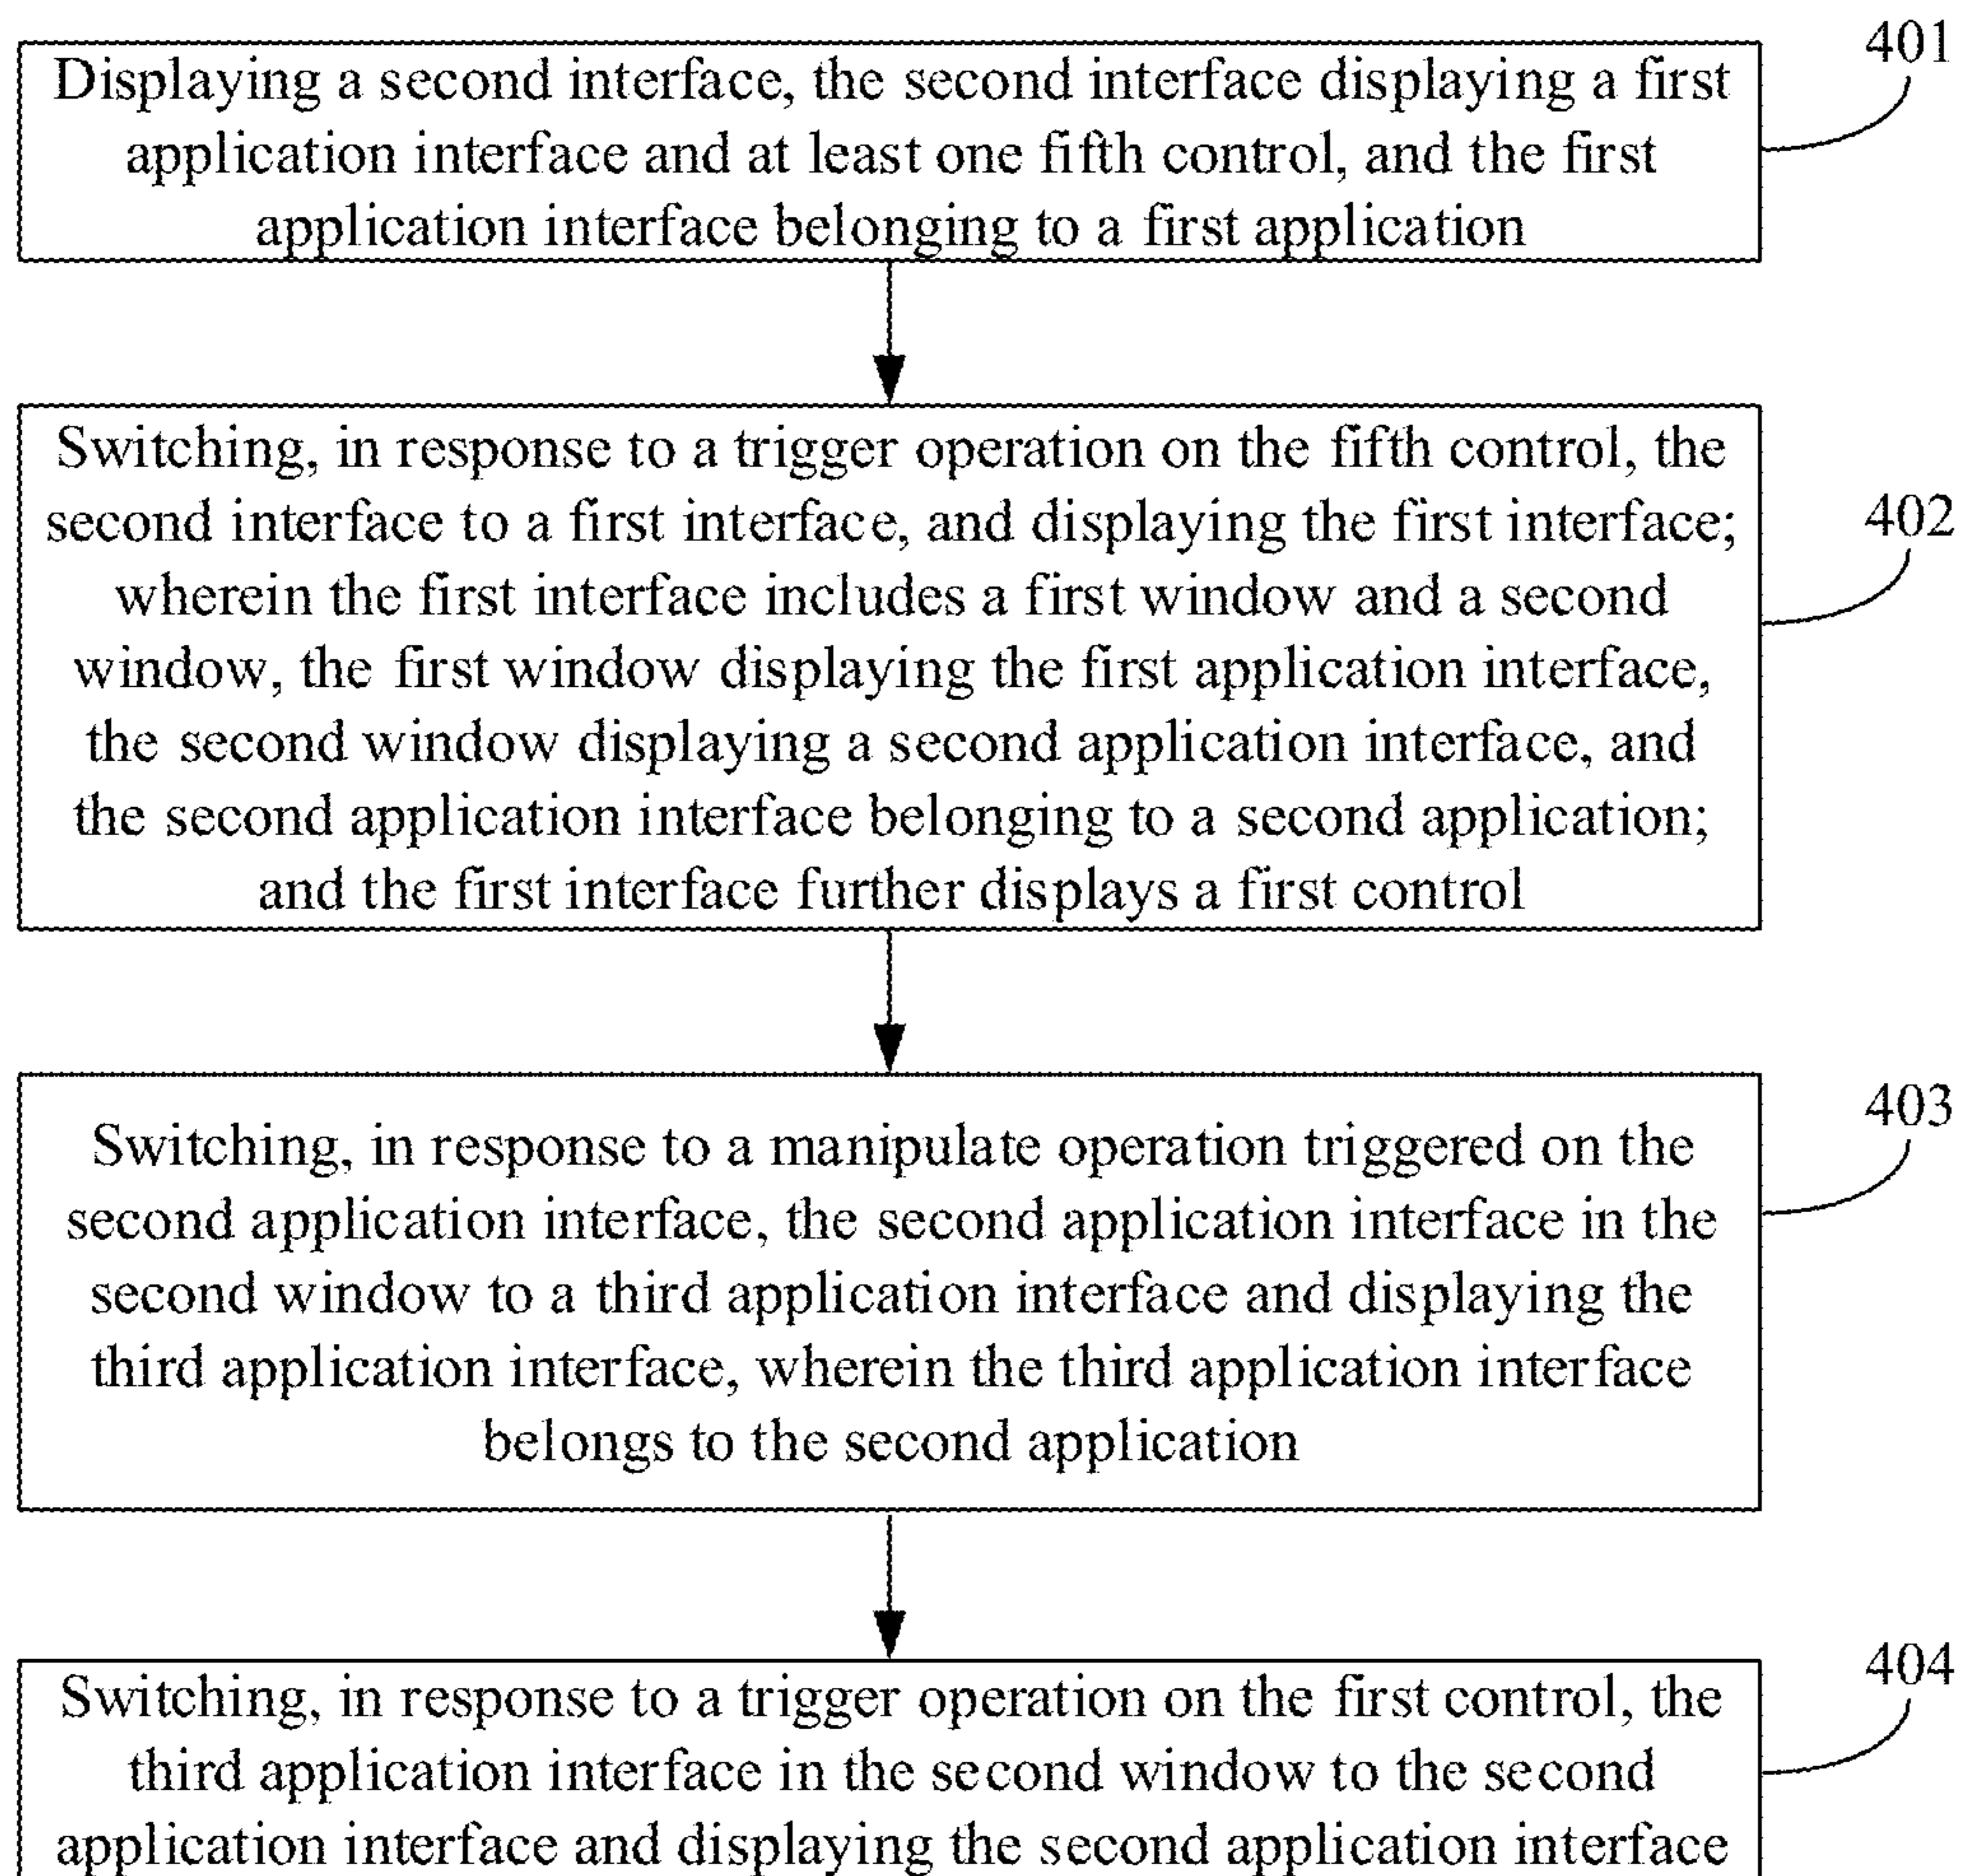 401
Displaying a second interface, the second interface displaying a first
application interface and at least one fifth control, and the first
application interface belonging to a first application
402
Switching, in response to a trigger operation on the fifth control, the
second interface to a first interface, and displaying the first interface;
wherein the first interface includes a first window and a second
window, the first window displaying the first application interface,
the second window displaying a second application interface, and
the second application interface belonging to a second application;
and the first interface further displays a first control
403
Switching, in response to a manipulate operation triggered on the
second application interface, the second application interface in the
second window to a third application interface and displaying the
third application interface, wherein the third application interface
belongs to the second application
404
Switching, in response to a trigger operation on the first control, the
third application interface in the second window to the second
application interface and displaying the second application interface